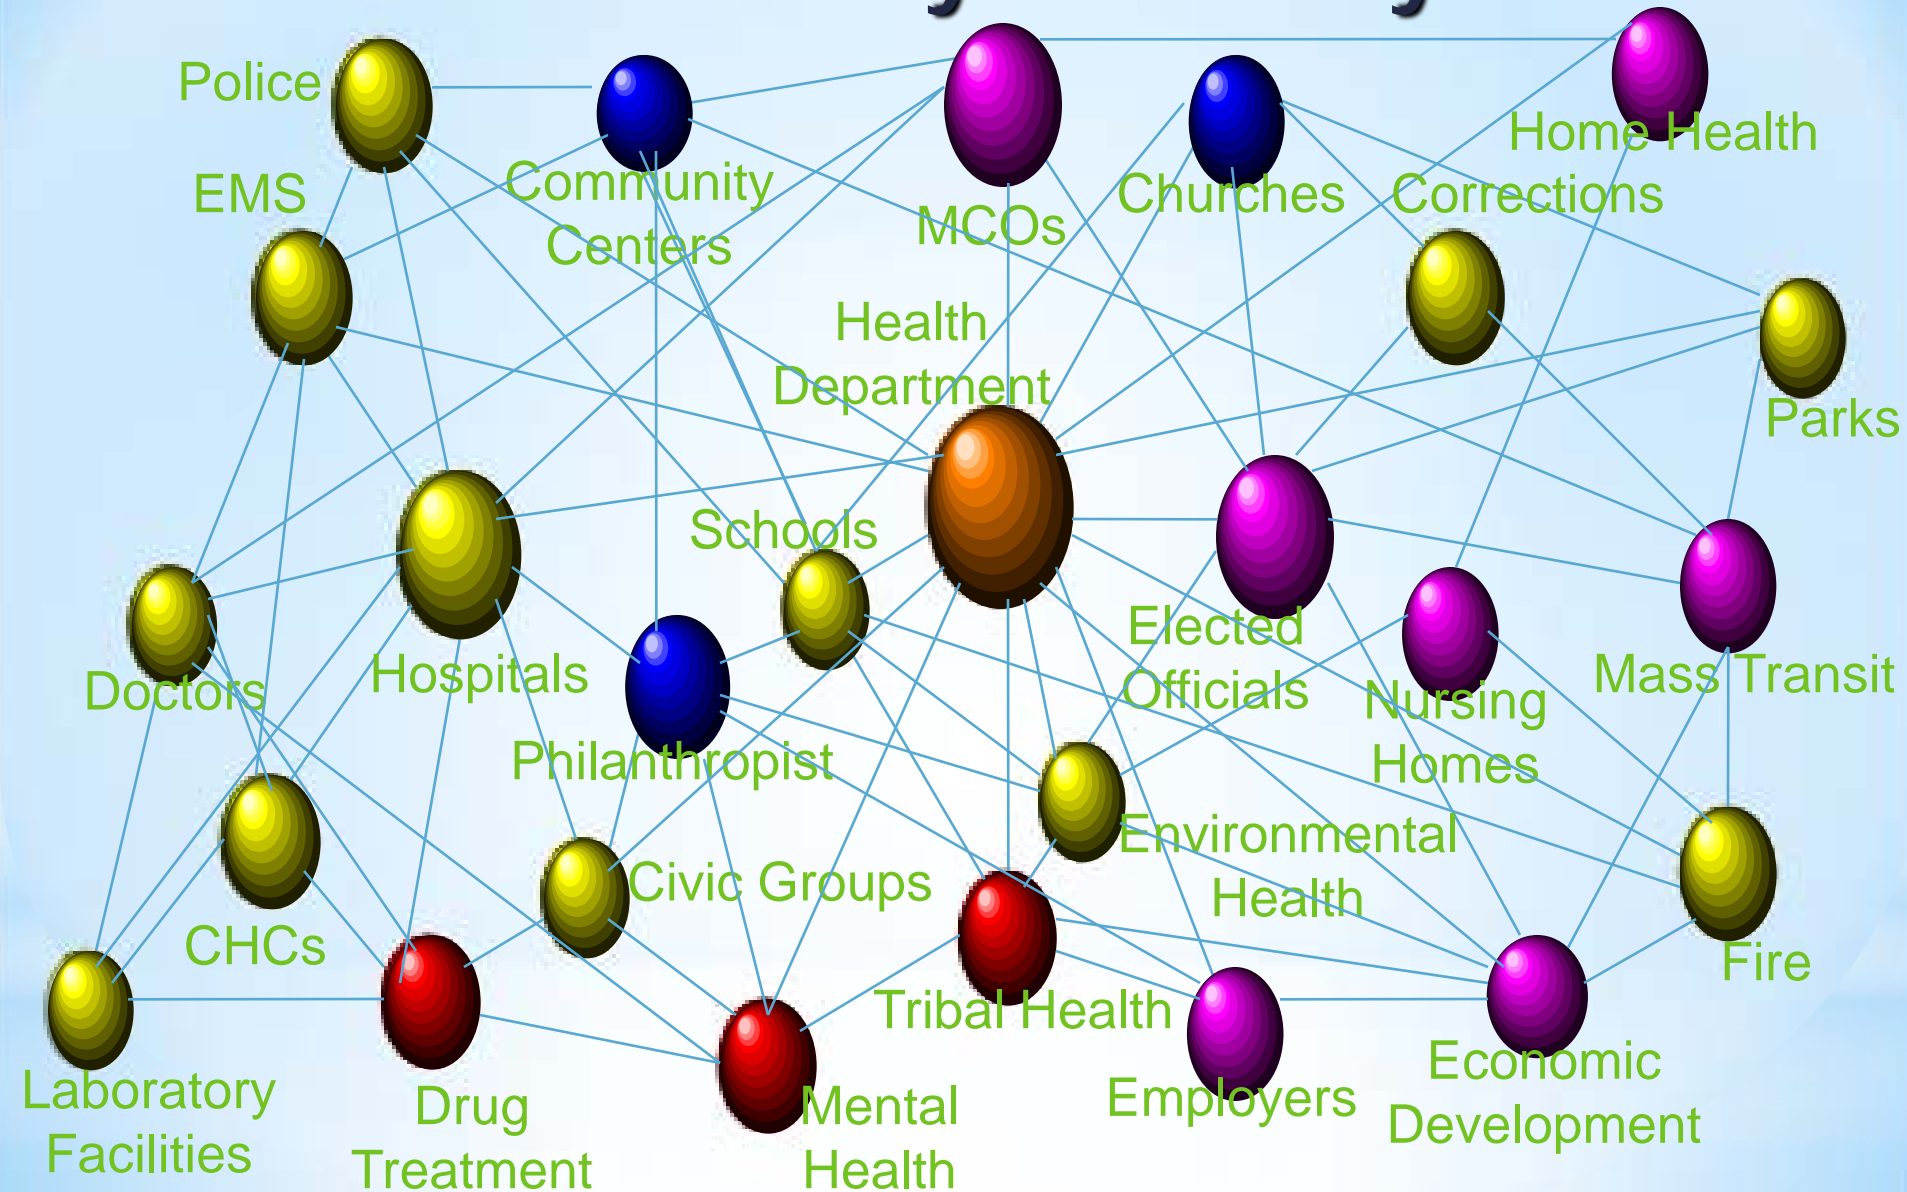 Police
Home Health
EMS
Community
Centers
MCOs
Churches
Corrections
Health
Department
Parks
Schools
Doctors
Hospitals
Elected
Officials
Nursing
Homes
Mass Transit
Philanthropist
Civic Groups
Environmental
Health
CHCs
Fire
Tribal Health
Laboratory
Facilities
Drug
Treatment
Mental
Health
Employers
Economic
Development